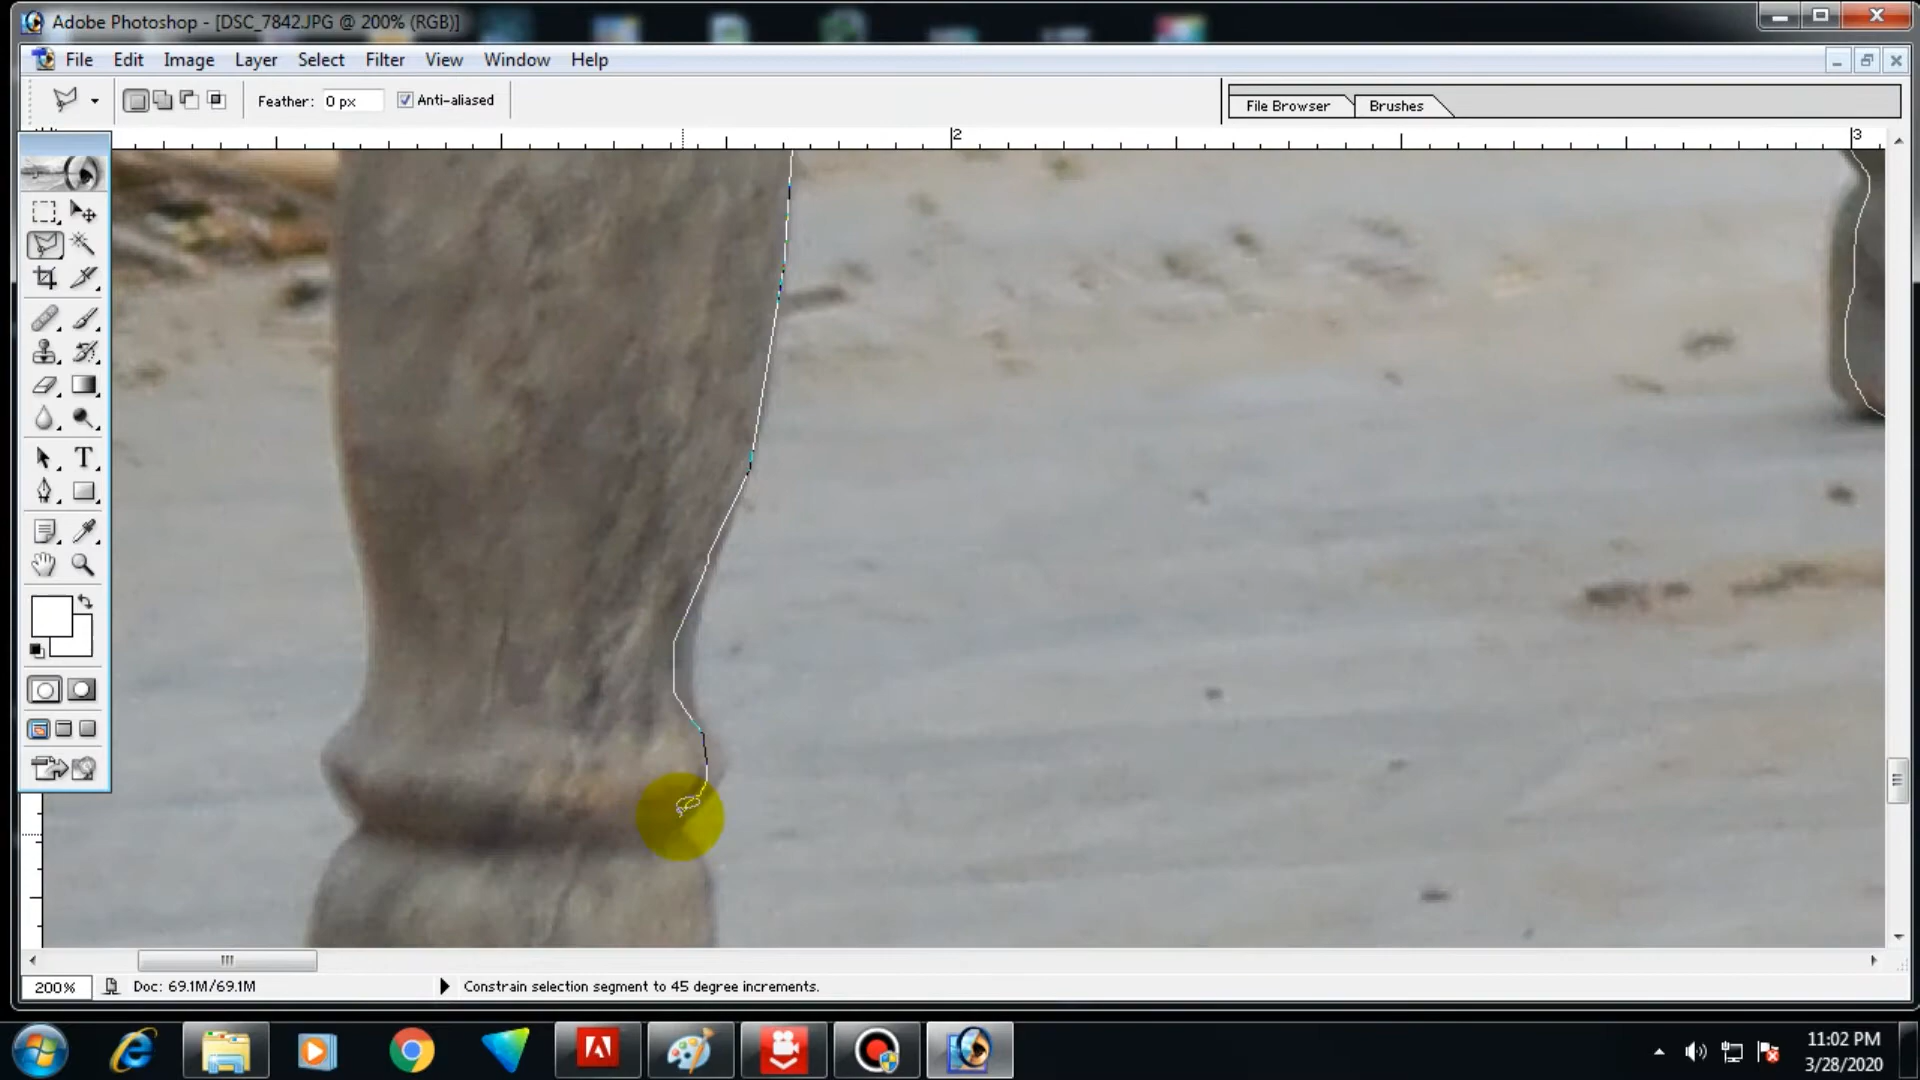 Adobe Photoshop - [DSC_7842.JPG @ 200% (RGB)]
File Edit Image Layer Select Filter View Window Help
Feather: 0 px Anti-aliased
File Browser Brushes
2 3
T
200% Doc: 69.1M/69.1M Constrain selection segment to 45 degree increments.
11:02 PM
3/28/2020